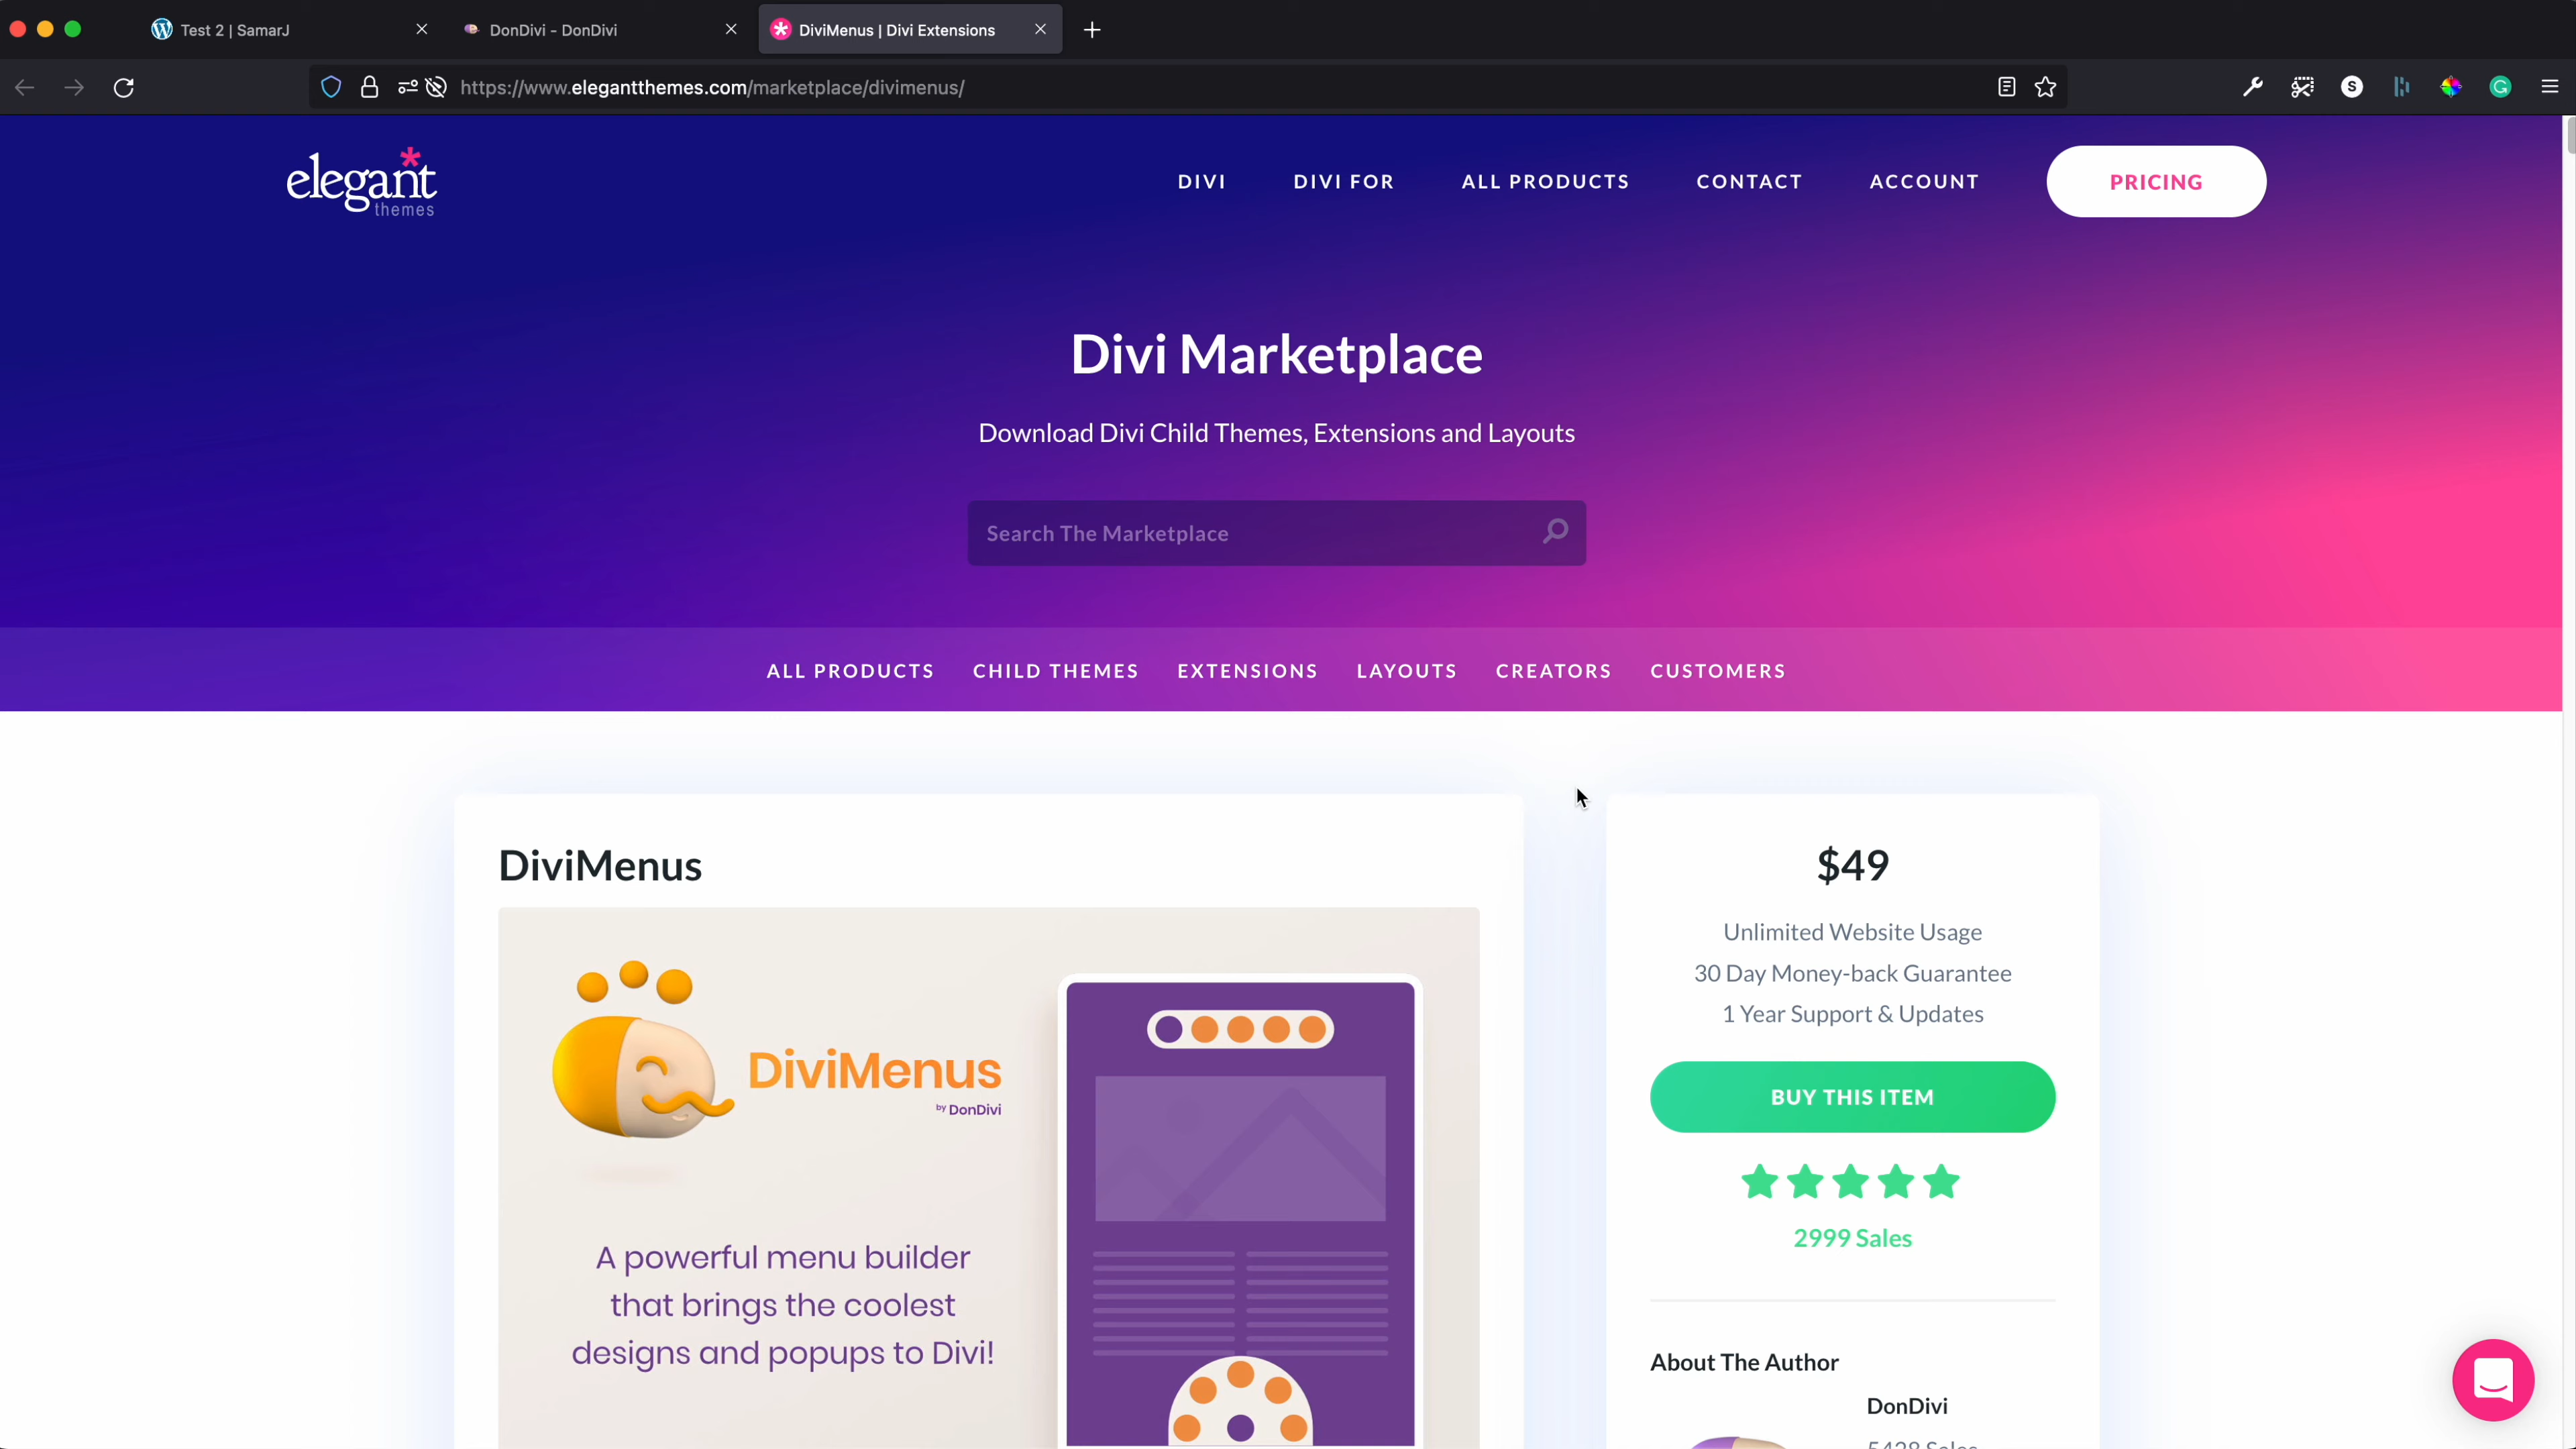 Test 2 | SamarJ
DonDivi - DonDivi
DiviMenus | Divi Extensions
https://www.elegantthemes.com/marketplace/divimenus/
elegant
themes
DIVI
DIVI FOR
ALL PRODUCTS
CONTACT
ACCOUNT
PRICING
Divi Marketplace
Download Divi Child Themes, Extensions and Layouts
Search The Marketplace
ALL PRODUCTS
CHILD THEMES
EXTENSIONS
LAYOUTS
CREATORS
CUSTOMERS
DiviMenus
DiviMenus
by DonDivi
A powerful menu builder
that brings the coolest
designs and popups to Divi!
$49
Unlimited Website Usage
30 Day Money-back Guarantee
1 Year Support & Updates
BUY THIS ITEM
2999 Sales
About The Author
DonDivi